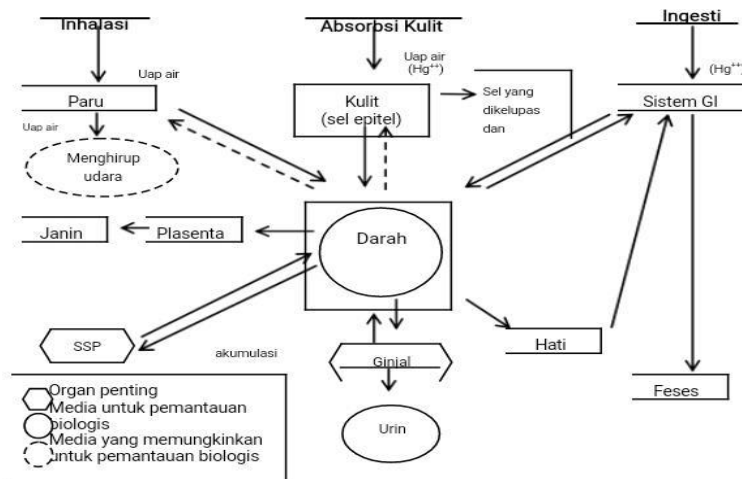 Inhalasi
Absorbsi Kulit
Ingesti
Uap air
Uap air
(Hg⁺⁺)
(Hg⁺⁺)
Paru
Kulit
(sel epitel)
Sel yang
dikelupas
dan
Sistem GI
Uap air
Menghirup
udara
Janin
Plasenta
Darah
SSP
akumulasi
Ginjal
Hati
Feses
Urin
Organ penting
Media untuk pemantauan
biologis
Media yang memungkinkan
untuk pemantauan biologis